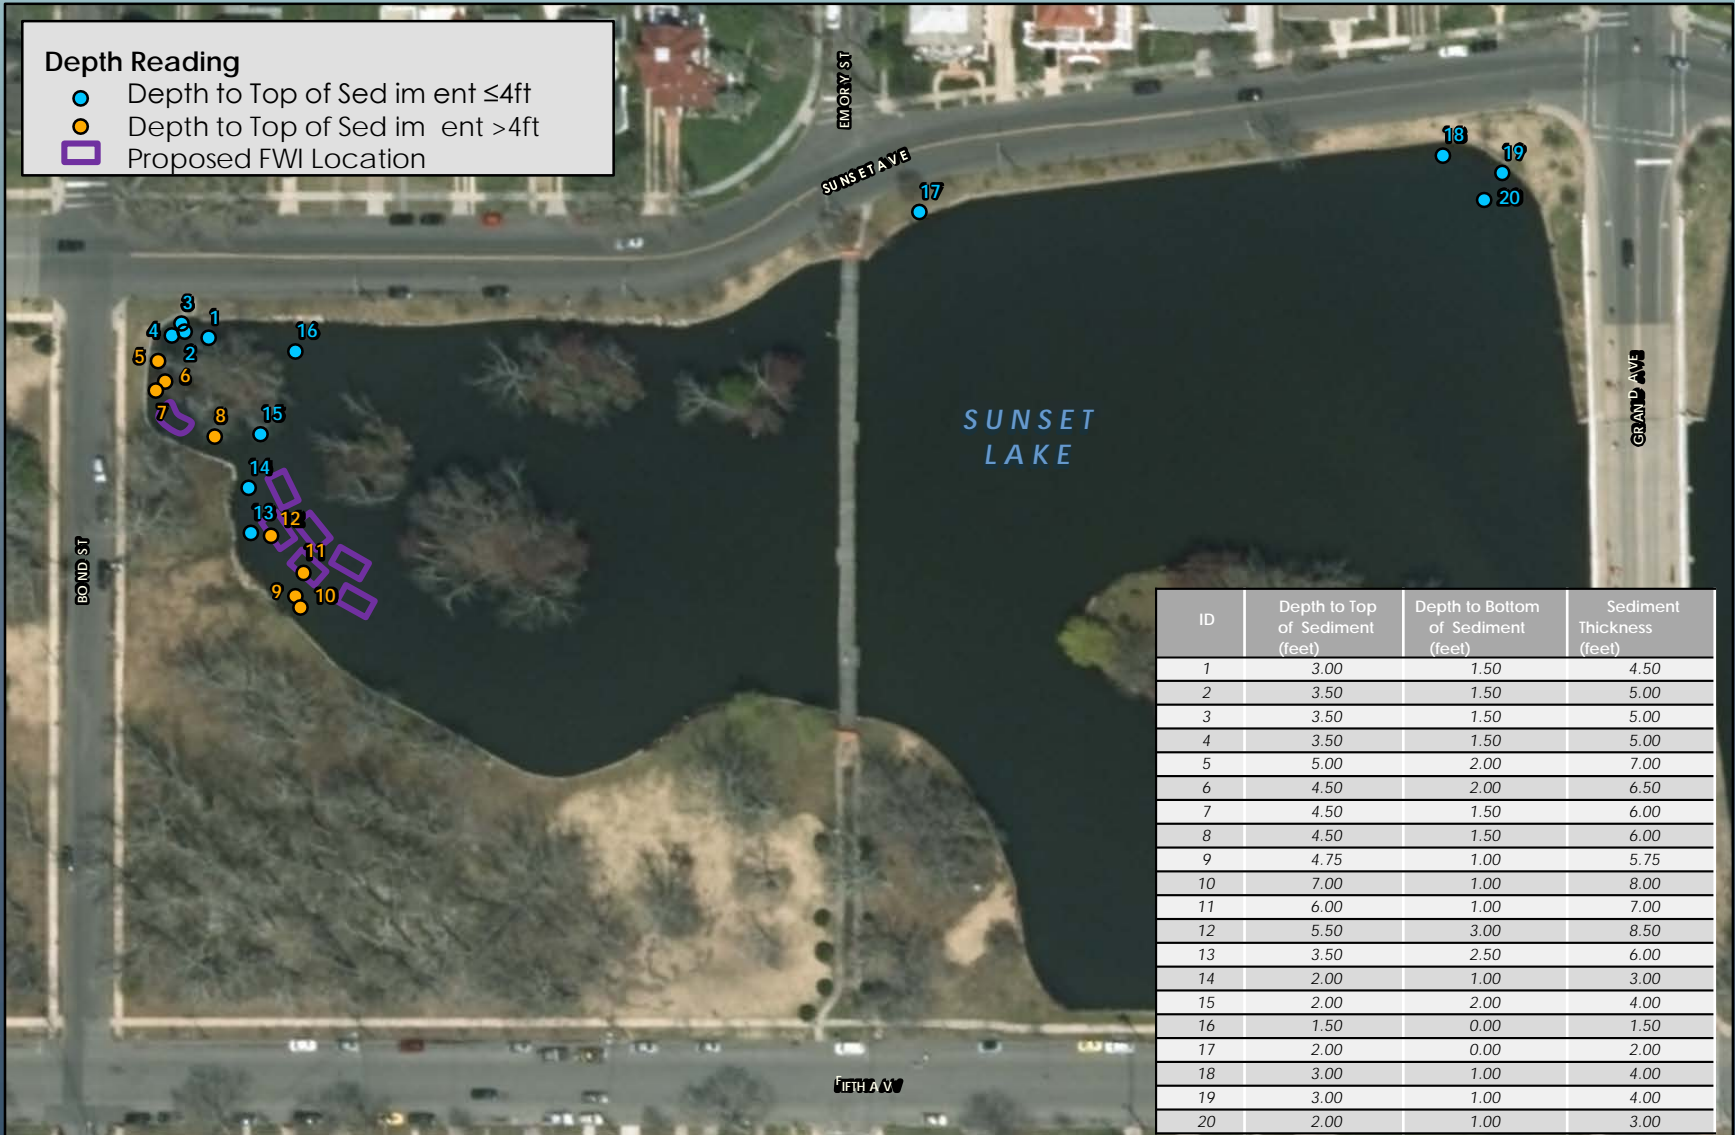 Depth Reading
Depth to Top of Sed im ent ≤4ft
Depth to Top of Sed im ent >4ft
Proposed FWI Location
EMORY ST
SUNSET AVE
18
19
20
17
3
1
4
2
16
5
6
7
8
15
14
13
12
11
9
10
SUNSET
LAKE
GRAND AVE
BOND ST
FIFTH AV
ID Depth to Top of Sediment (feet) Depth to Bottom of Sediment (feet) Sediment Thickness (feet)
1 3.00 1.50 4.50
2 3.50 1.50 5.00
3 3.50 1.50 5.00
4 3.50 1.50 5.00
5 5.00 2.00 7.00
6 4.50 2.00 6.50
7 4.50 1.50 6.00
8 4.50 1.50 6.00
9 4.75 1.00 5.75
10 7.00 1.00 8.00
11 6.00 1.00 7.00
12 5.50 3.00 8.50
13 3.50 2.50 6.00
14 2.00 1.00 3.00
15 2.00 2.00 4.00
16 1.50 0.00 1.50
17 2.00 0.00 2.00
18 3.00 1.00 4.00
19 3.00 1.00 4.00
20 2.00 1.00 3.00